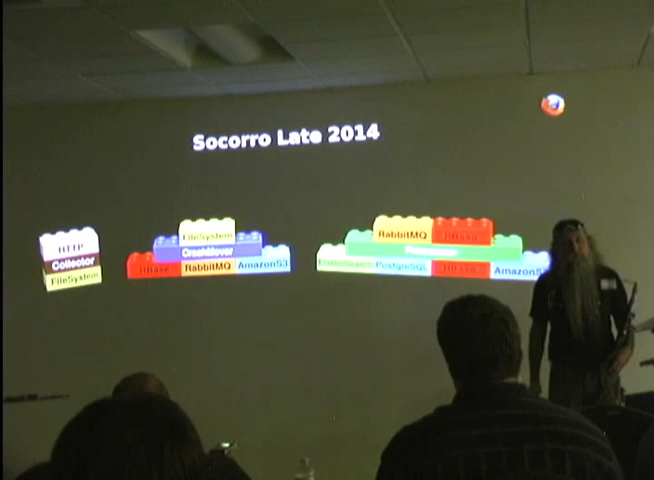 Socorro Late 2014
HTTP
Collector
FileSystem
FileSystem
CrashMover
HBase RabbitMQ AmazonS3
RabbitMQ HBase
ElasticSearch PostgreSQL HBase AmazonS3